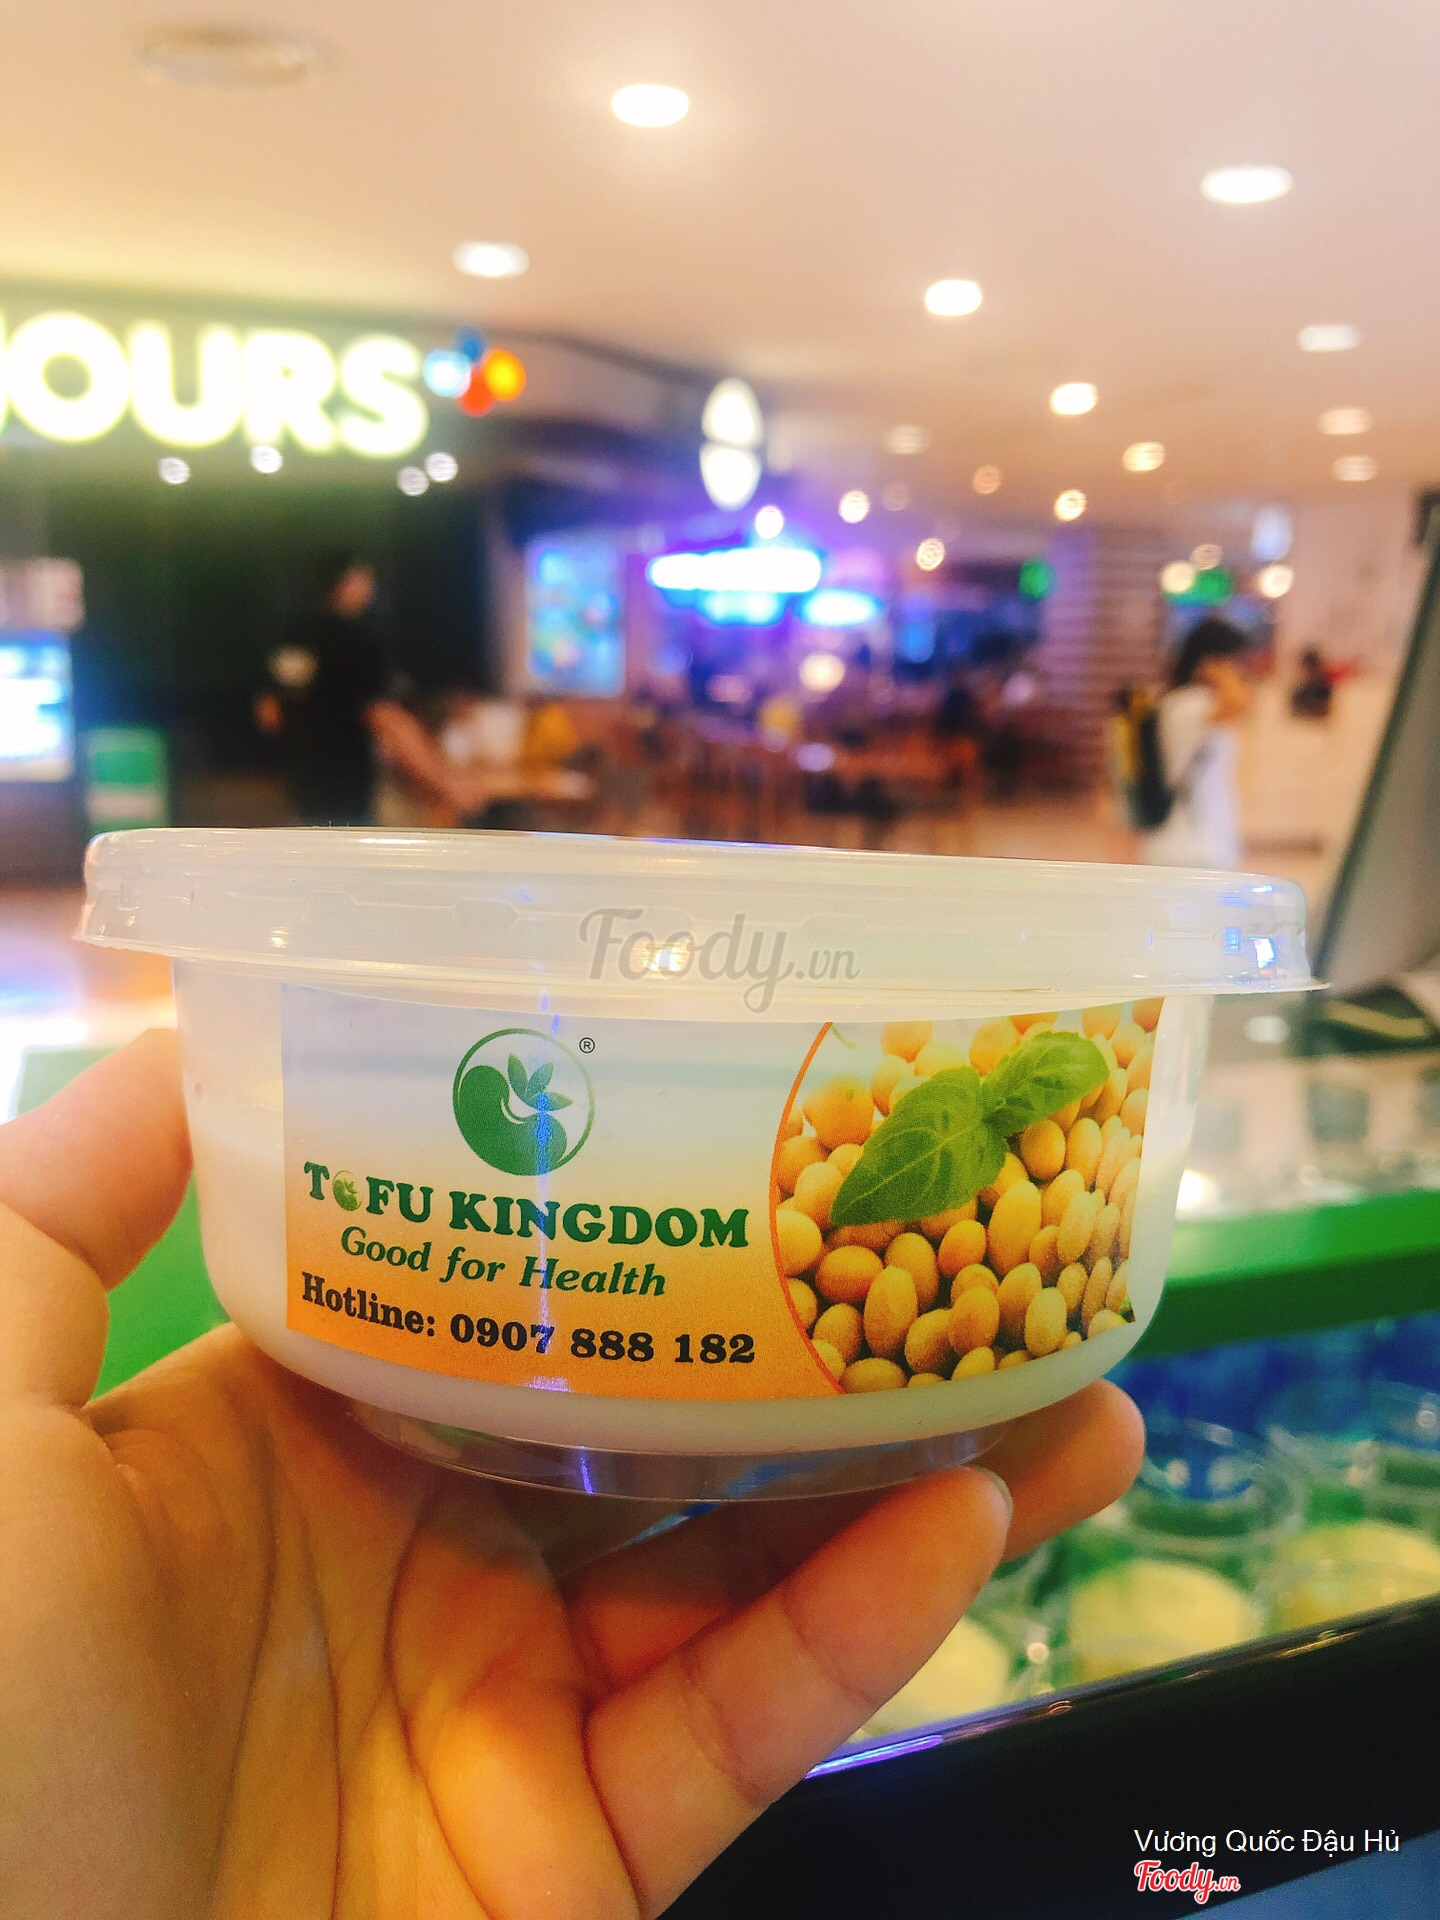 OURS
Foody.vn
®
TOFU KINGDOM
Good for Health
Hotline: 0907 888 182
Vương Quốc Đậu Hủ
Foody.vn